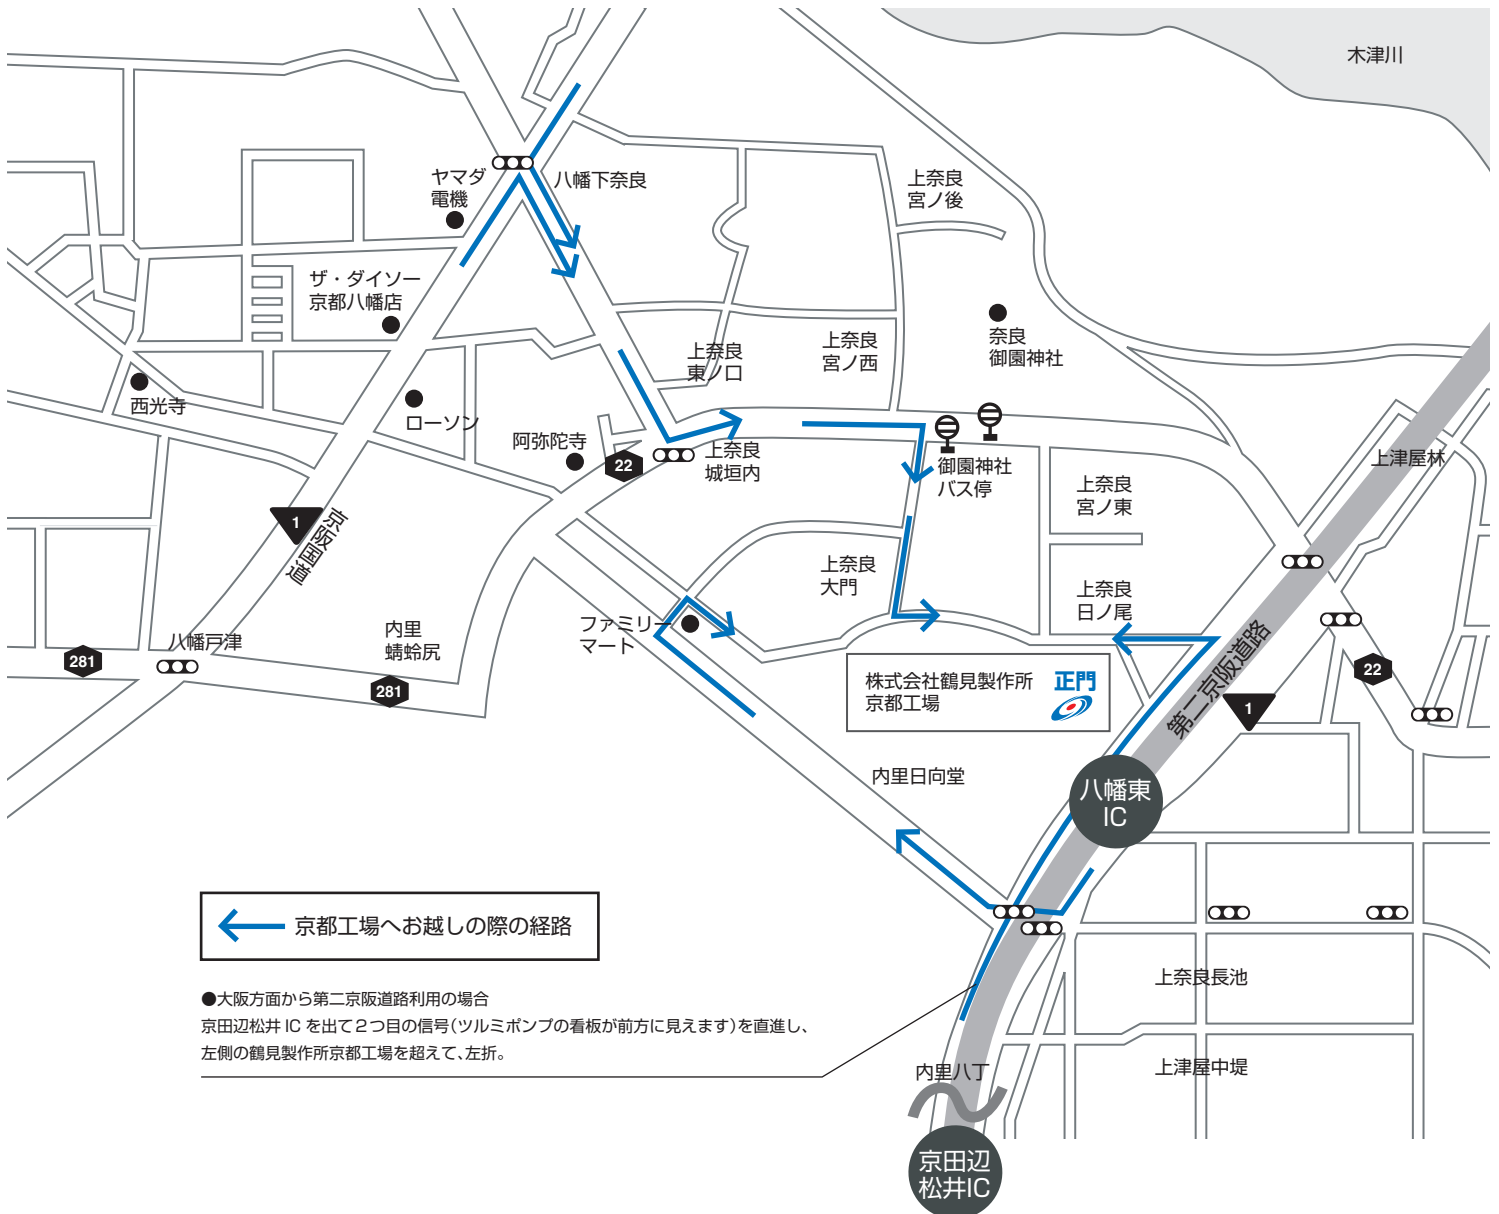 木津川
ヤマダ
電機
八幡下奈良
上奈良
宮ノ後
ザ・ダイソー
京都八幡店
奈良
御園神社
上奈良
東ノ口
上奈良
宮ノ西
西光寺
ローソン
阿弥陀寺
22
上奈良
城垣内
御園神社
バス停
上奈良
宮ノ東
上津屋林
1
京阪国道
上奈良
大門
上奈良
日ノ尾
ファミリー
マート
八幡戸津
内里
蜻蛉尻
281
281
株式会社鶴見製作所
京都工場
正門
第二京阪道路
22
1
内里日向堂
八幡東
IC
京都工場へお越しの際の経路
●大阪方面から第二京阪道路利用の場合
京田辺松井 IC を出て2つ目の信号(ツルミポンプの看板が前方に見えます)を直進し、
左側の鶴見製作所京都工場を超えて、左折。
上奈良長池
上津屋中堤
内里八丁
京田辺
松井IC